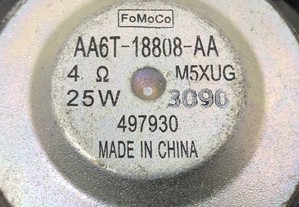 FoMoCo
AA6T-18808-AA
4 Ω M5XUG
25W 3090
497930
MADE IN CHINA